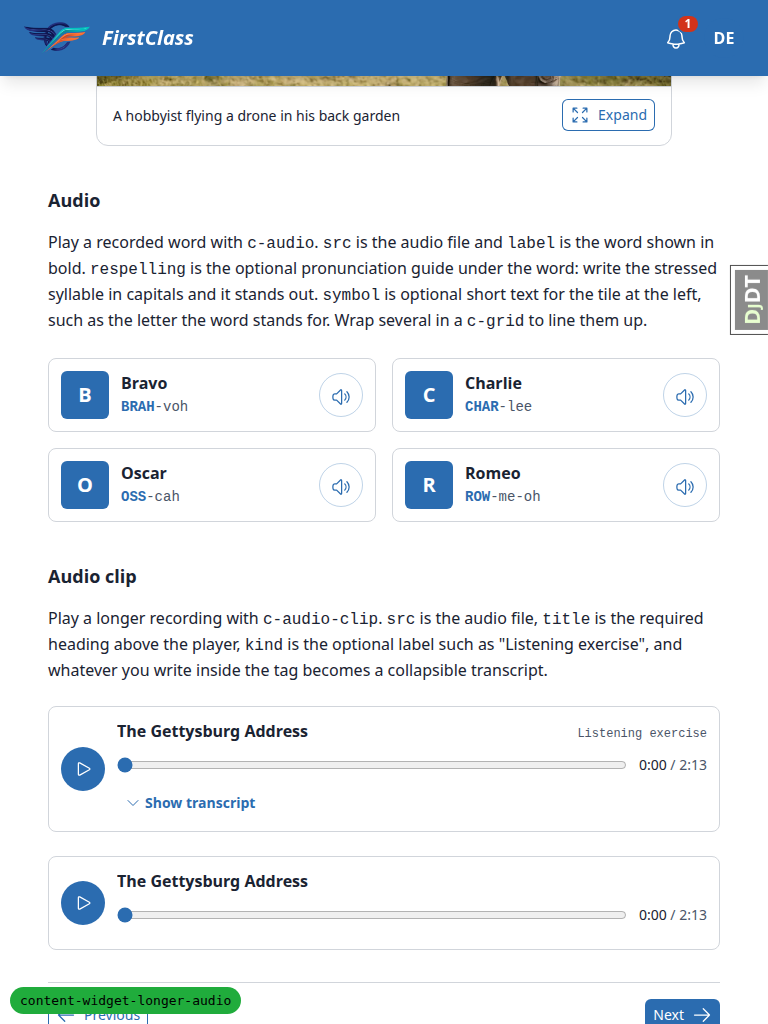 FirstClass
1
DE
A hobbyist flying a drone in his back garden
Expand
Audio
Play a recorded word with c-audio. src is the audio file and label is the word shown in
bold. respelling is the optional pronunciation guide under the word: write the stressed
syllable in capitals and it stands out. symbol is optional short text for the tile at the left,
such as the letter the word stands for. Wrap several in a c-grid to line them up.
DJDT
B
Bravo
BRAH-voh
C
Charlie
CHAR-lee
O
Oscar
OSS-cah
R
Romeo
ROW-me-oh
Audio clip
Play a longer recording with c-audio-clip. src is the audio file, title is the required
heading above the player, kind is the optional label such as "Listening exercise", and
whatever you write inside the tag becomes a collapsible transcript.
The Gettysburg Address
Listening exercise
0:00 / 2:13
Show transcript
The Gettysburg Address
0:00 / 2:13
content-widget-longer-audio
Previous
Next